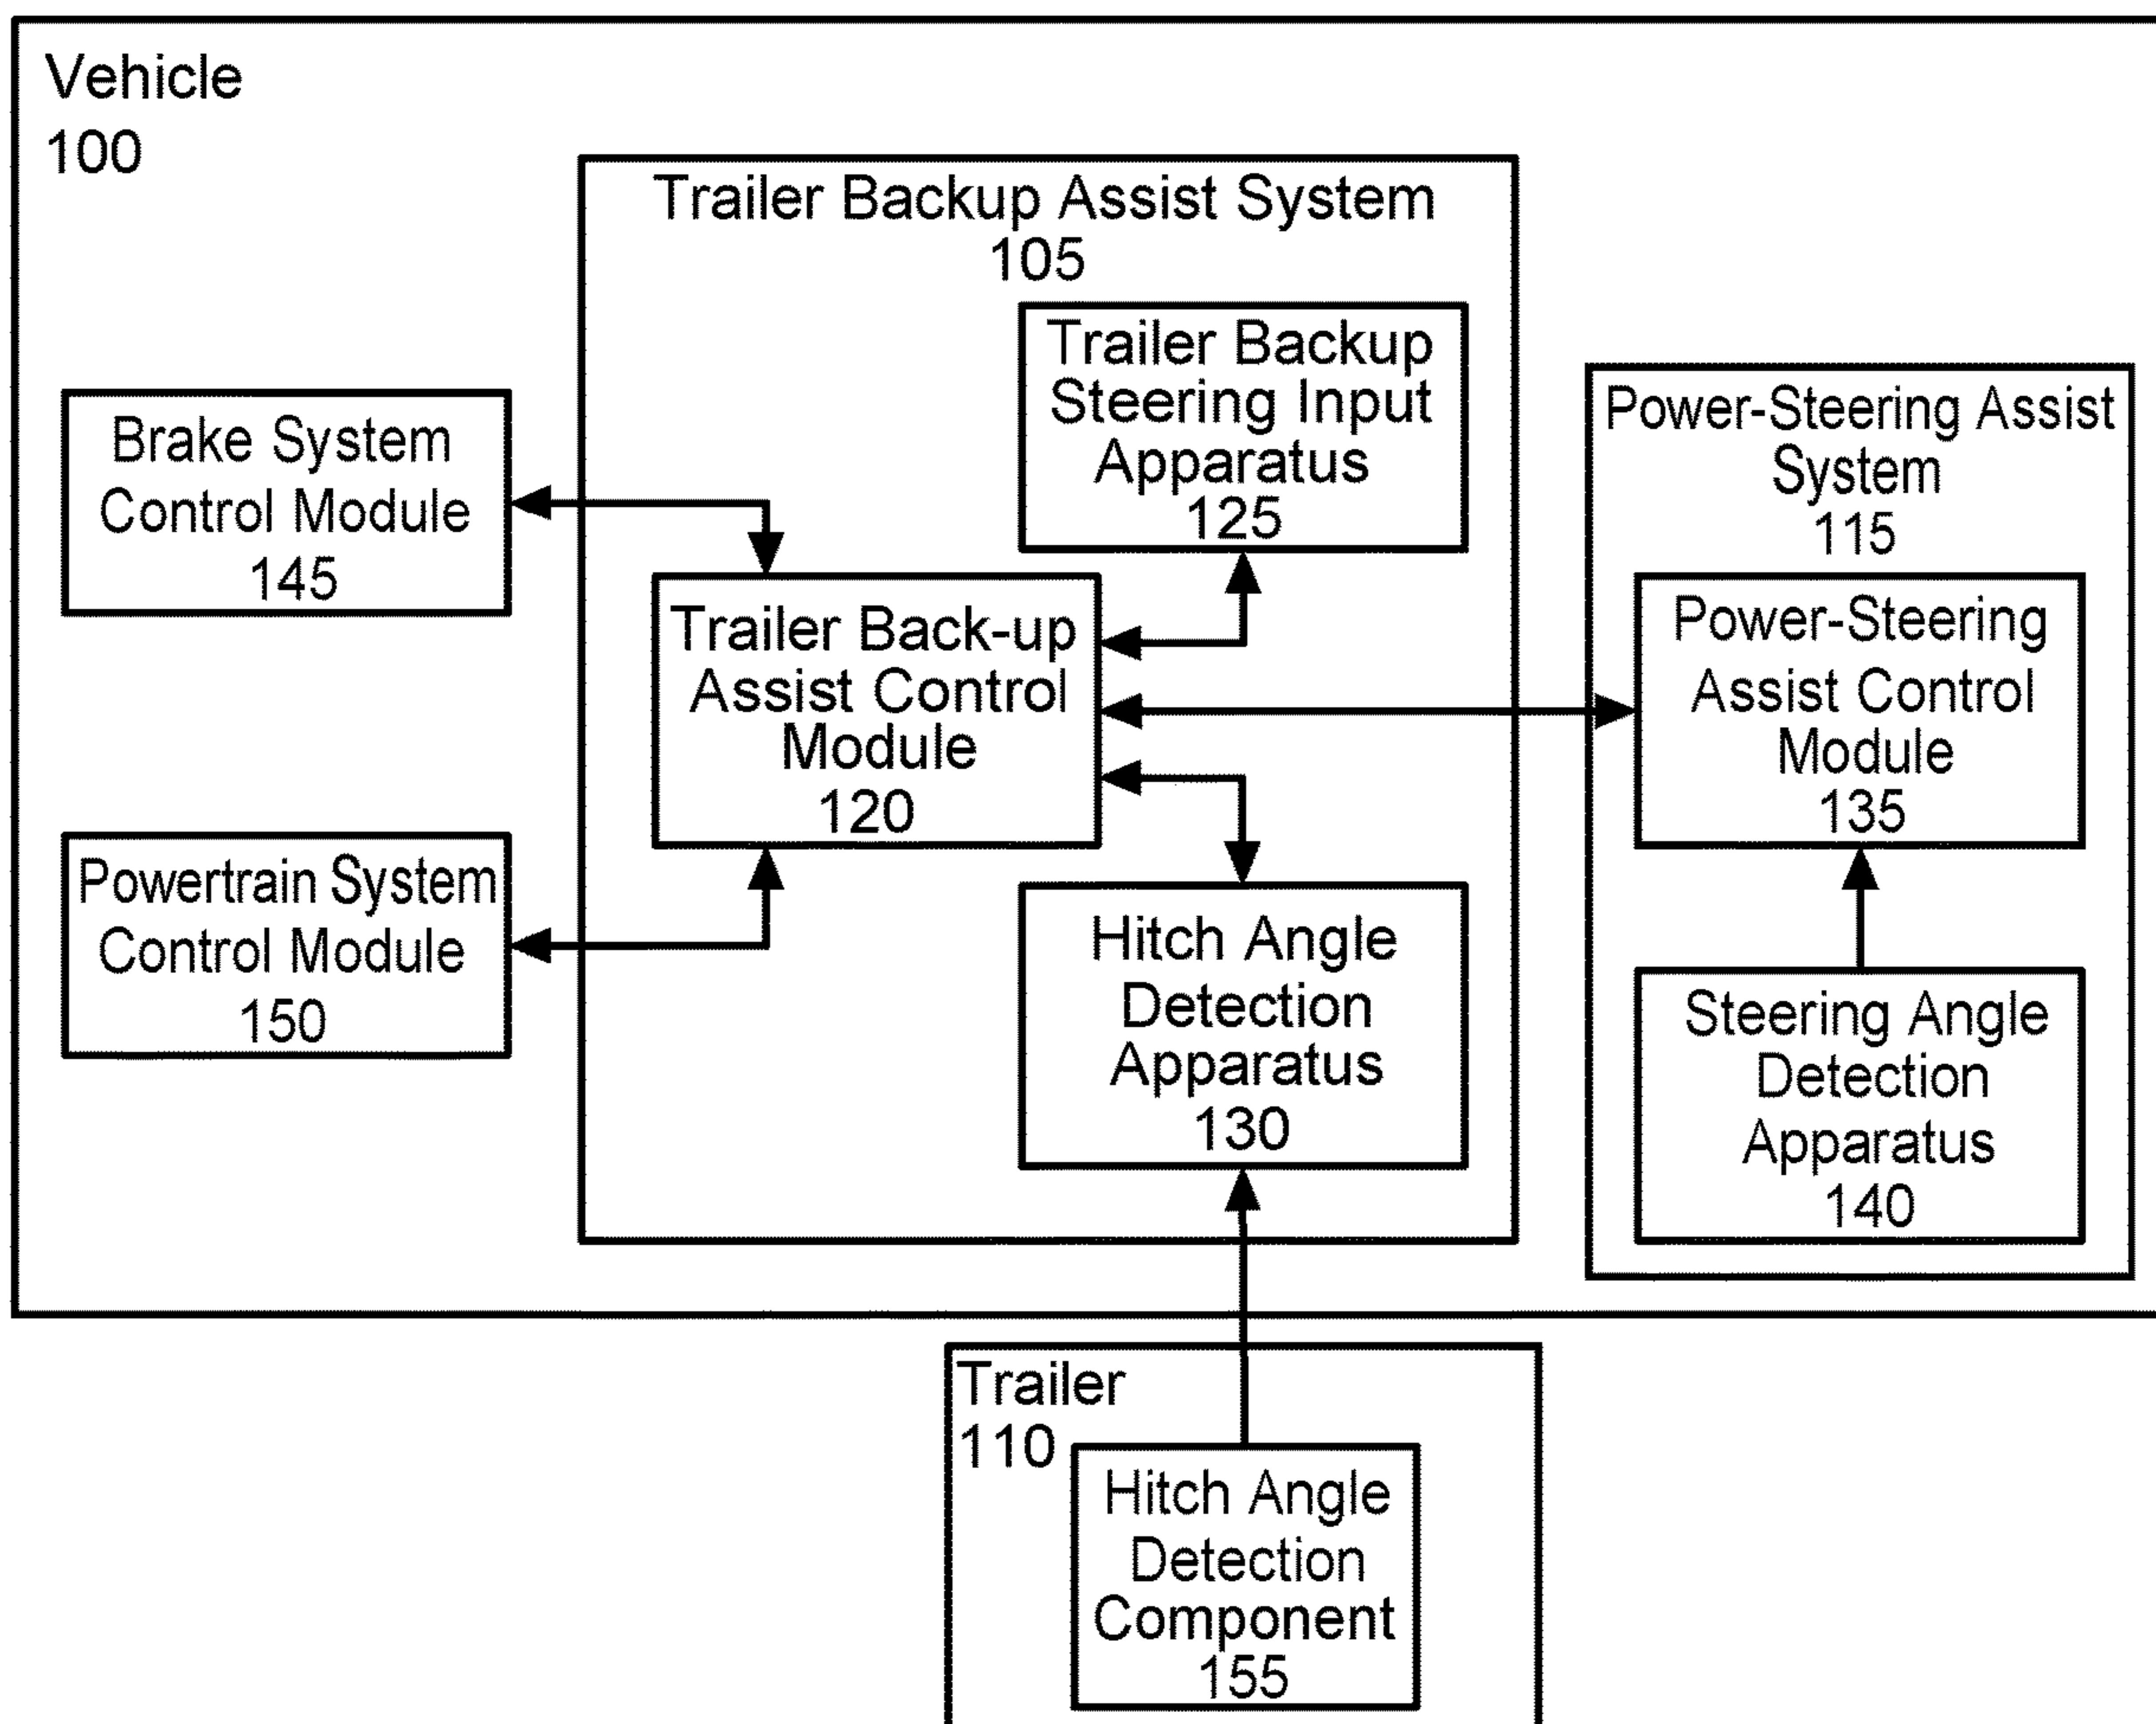 Vehicle
100
Trailer Backup Assist System
105
Trailer Backup
Steering Input
Apparatus
125
Brake System
Control Module
145
Power-Steering Assist
System
115
Trailer Back-up
Assist Control
Module
120
Power-Steering
Assist Control
Module
135
Powertrain System
Control Module
150
Hitch Angle
Detection
Apparatus
130
Steering Angle
Detection
Apparatus
140
Trailer
110
Hitch Angle
Detection
Component
155